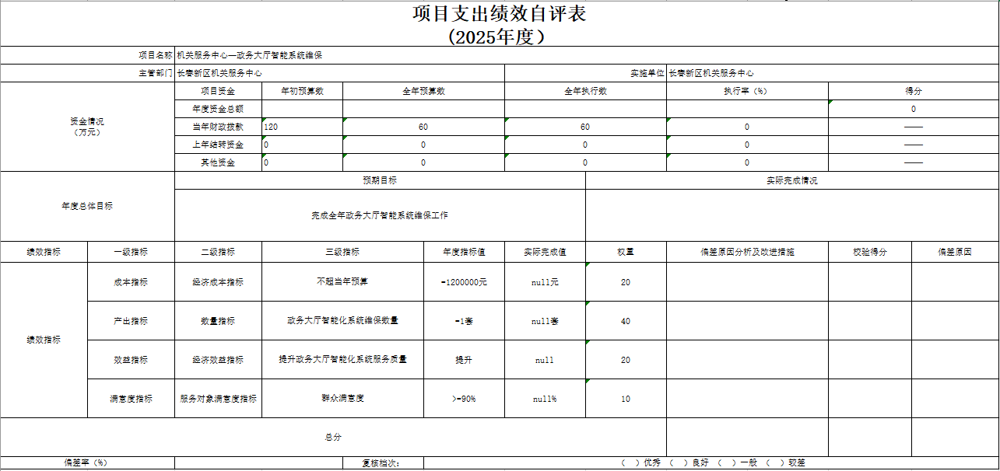 项目支出绩效自评表
(2025年度）
项目名称 机关服务中心—政务大厅智能系统维保
主管部门 长春新区机关服务中心 实施单位 长春新区机关服务中心
资金情况
（万元）
项目资金 年初预算数 全年预算数 全年执行数 执行率（%） 得分
年度资金总额 0
当年财政拨款 120 60 60 0 ——
上年结转资金 0 0 0 0 ——
其他资金 0 0 0 0 ——
年度总体目标
预期目标 实际完成情况
完成全年政务大厅智能系统维保工作
绩效指标 一级指标 二级指标 三级指标 年度指标值 实际完成值 权重 偏差原因分析及改进措施 校验得分 偏差原因
绩效指标
成本指标 经济成本指标 不超当年预算 =1200000元 null元 20
产出指标 数量指标 政务大厅智能化系统维保数量 =1套 null套 40
效益指标 经济效益指标 提升政务大厅智能化系统服务质量 提升 null 20
满意度指标 服务对象满意度指标 群众满意度 >=90% null% 10
总分
偏差率（%） 复核档次： （ ）优秀 （ ）良好 （ ）一般 （ ）较差